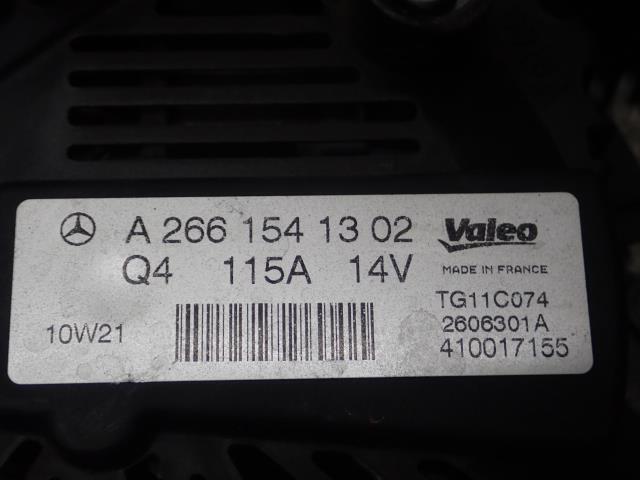 A 266 154 13 02
Q4 115A 14V
10W21
Valeo
MADE IN FRANCE
TG11C074
2606301A
410017155